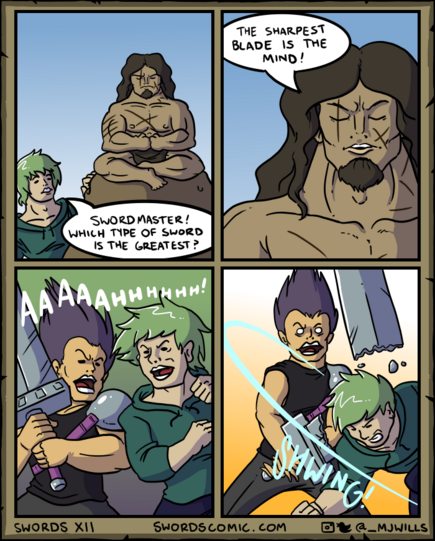 SWORDMASTER!
WHICH TYPE OF SWORD
IS THE GREATEST?
THE SHARPEST
BLADE IS THE
MIND!
AAAAAHHHHHHH!
SHWING!
SWORDS XII
SWORDSCOMIC.COM
@_MJWILLS